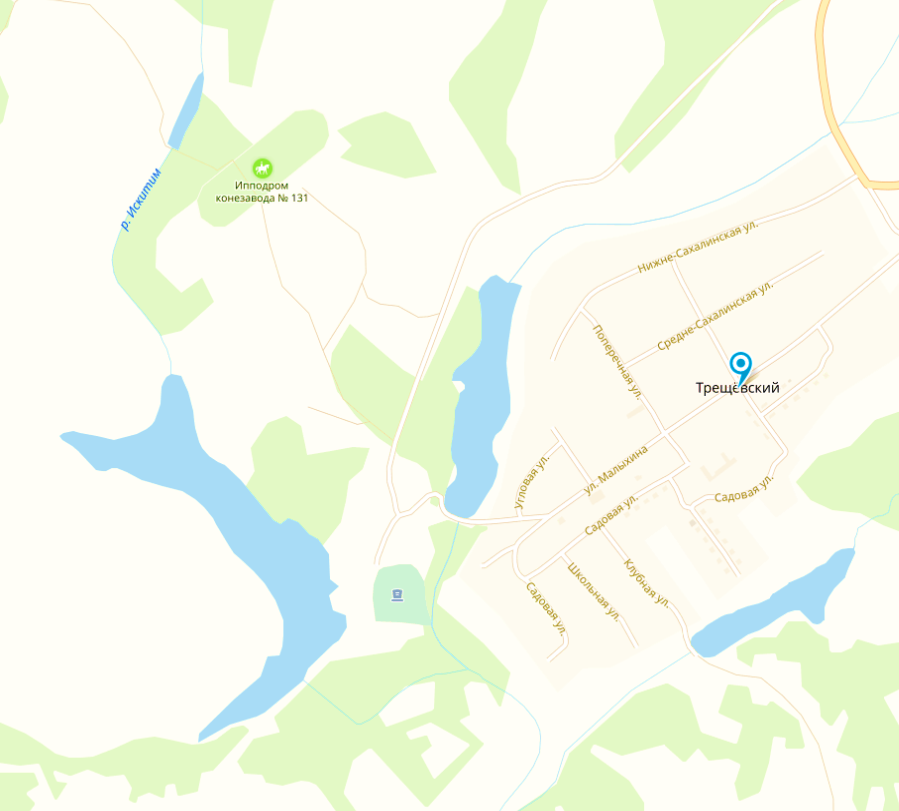 р. Искитим
Ипподром
конезавода № 131
Нижне-Сахалинская ул.
Средне-Сахалинская ул.
Поперечная ул.
Трещёвский
ул. Малыхина
Угловая ул.
Садовая ул.
Садовая ул.
Клубная ул.
Школьная ул.
Садовая ул.